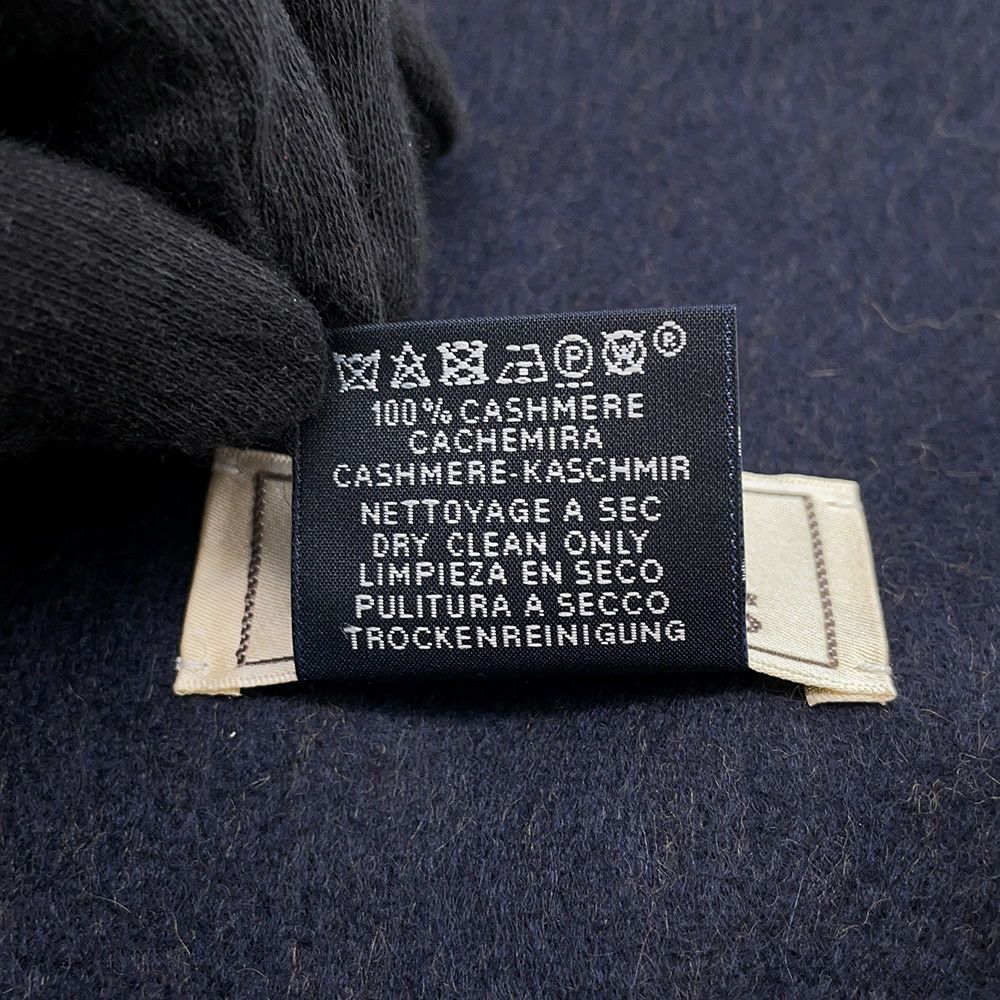 P W ®
100% CASHMERE
CACHEMIRA
CASHMERE-KASCHMIR
NETTOYAGE A SEC
DRY CLEAN ONLY
LIMPIEZA EN SECO
PULITURA A SECCO
TROCKENREINIGUNG